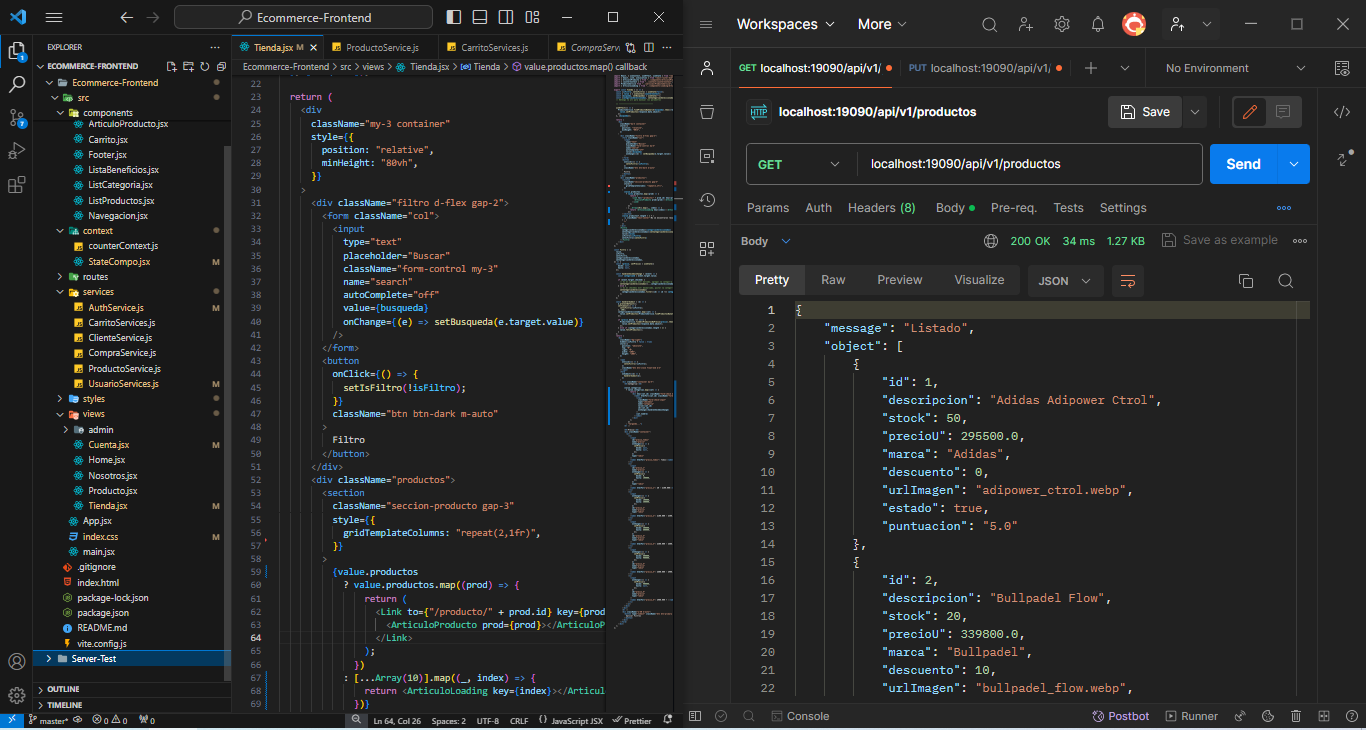 Ecommerce-Frontend
EXPLORER
ECOMMERCE-FRONTEND
Ecommerce-Frontend
src
components
ArticuloProducto.jsx
Carrito.jsx
Footer.jsx
ListaBeneficios.jsx
ListCategoria.jsx
ListProductos.jsx
Navegacion.jsx
context
counterContext.js
StateCompo.jsx M
routes
services
AuthService.js M
CarritoServices.js
ClienteService.js
CompraService.js
ProductoService.js
UsuarioServices.js M
styles
views
admin
Cuenta.jsx M
Home.jsx
Nosotros.jsx
Producto.jsx
Tienda.jsx M
App.jsx
index.css M
main.jsx
.gitignore
index.html
package-lock.json
package.json
README.md
vite.config.js
Server-Test
OUTLINE
TIMELINE
Tienda.jsx M
ProductoService.js
CarritoServices.js
CompraServ
Ecommerce-Frontend > src > views > Tienda.jsx > Tienda > value.productos.map() callback
22
23 return (
24 <div
25 className="my-3 container"
26 style={{
27 position: "relative",
28 minHeight: "80vh",
29 }}
30 >
31 <div className="filtro d-flex gap-2">
32 <form className="col">
33 <input
34 type="text"
35 placeholder="Buscar"
36 className="form-control my-3"
37 name="search"
38 autoComplete="off"
39 value={busqueda}
40 onChange={(e) => setBusqueda(e.target.value)}
41 />
42 </form>
43 <button
44 onClick={() => {
45 setIsFiltro(!isFiltro);
46 }}
47 className="btn btn-dark m-auto"
48 >
49 Filtro
50 </button>
51 </div>
52 <div className="productos">
53 <section
54 className="seccion-producto gap-3"
55 style={{
56 gridTemplateColumns: "repeat(2,1fr)",
57 }}
58 >
59 {value.productos
60 ? value.productos.map((prod) => {
61 return (
62 <Link to={"/producto/" + prod.id} key={prod
63 <ArticuloProducto prod={prod}></ArticuloP
64 </Link>
65 );
66 })
67 : [...Array(10)].map((_, index) => {
68 return <ArticuloLoading key={index}></Articul
69 })}
master* 0 0 0 Ln 64, Col 26 Spaces: 2 UTF-8 CRLF {} JavaScript JSX Prettier
Workspaces More
GET localhost:19090/api/v1/
PUT localhost:19090/api/v1/
No Environment
HTTP localhost:19090/api/v1/productos
Save
GET localhost:19090/api/v1/productos
Send
Params Auth Headers (8) Body Pre-req. Tests Settings
Body 200 OK 34 ms 1.27 KB Save as example
Pretty Raw Preview Visualize JSON
1 {
2 "message": "Listado",
3 "object": [
4 {
5 "id": 1,
6 "descripcion": "Adidas Adipower Ctrol",
7 "stock": 50,
8 "precioU": 295500.0,
9 "marca": "Adidas",
10 "descuento": 0,
11 "urlImagen": "adipower_ctrol.webp",
12 "estado": true,
13 "puntuacion": "5.0"
14 },
15 {
16 "id": 2,
17 "descripcion": "Bullpadel Flow",
18 "stock": 20,
19 "precioU": 339800.0,
20 "marca": "Bullpadel",
21 "descuento": 10,
22 "urlImagen": "bullpadel_flow.webp",
Console Postbot Runner